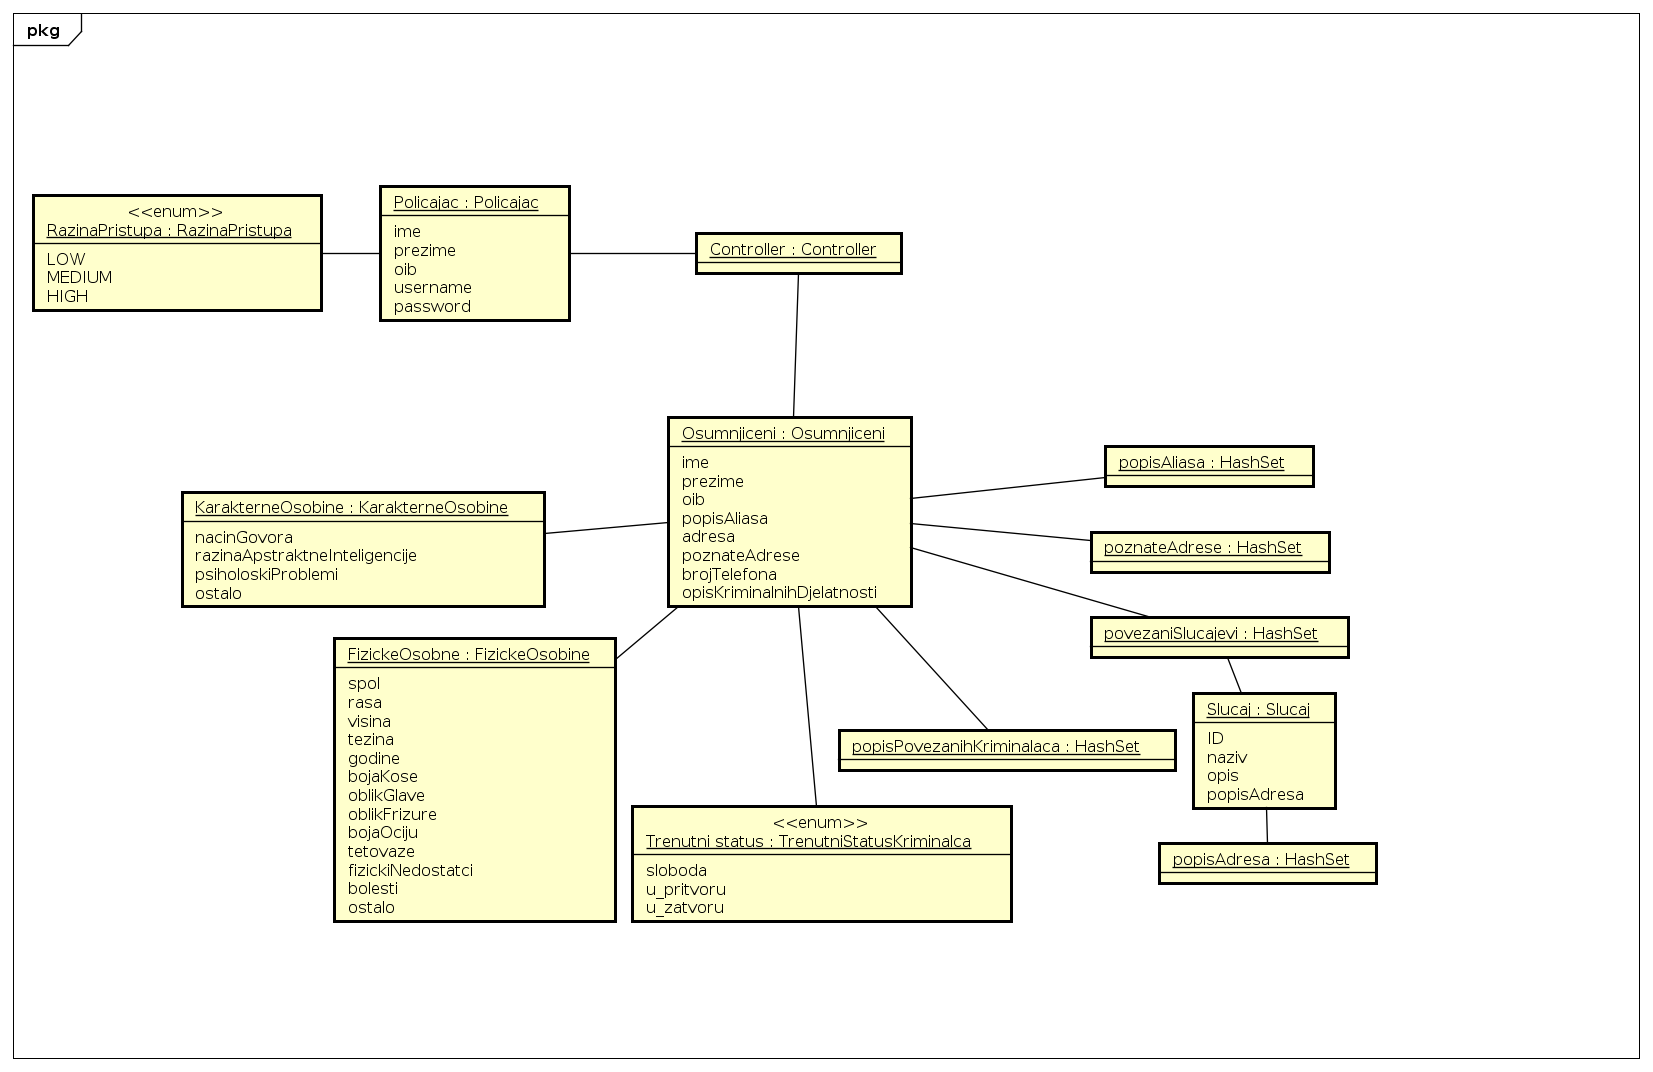 pkg
<<enum>>
RazinaPristupa : RazinaPristupa
LOW
MEDIUM
HIGH
Policajac : Policajac
ime
prezime
oib
username
password
Controller : Controller
Osumnjiceni : Osumnjiceni
ime
prezime
oib
popisAliasa
adresa
poznateAdrese
brojTelefona
opisKriminalnihDjelatnosti
popisAliasa : HashSet
poznateAdrese : HashSet
povezaniSlucajevi : HashSet
KarakterneOsobine : KarakterneOsobine
nacinGovora
razinaApstraktneInteligencije
psiholoskiProblemi
ostalo
FizickeOsobne : FizickeOsobine
spol
rasa
visina
tezina
godine
bojaKose
oblikGlave
oblikFrizure
bojaOciju
tetovaze
fizickiNedostatci
bolesti
ostalo
<<enum>>
Trenutni status : TrenutniStatusKriminalca
sloboda
u_pritvoru
u_zatvoru
popisPovezanihKriminalaca : HashSet
Slucaj : Slucaj
ID
naziv
opis
popisAdresa
popisAdresa : HashSet